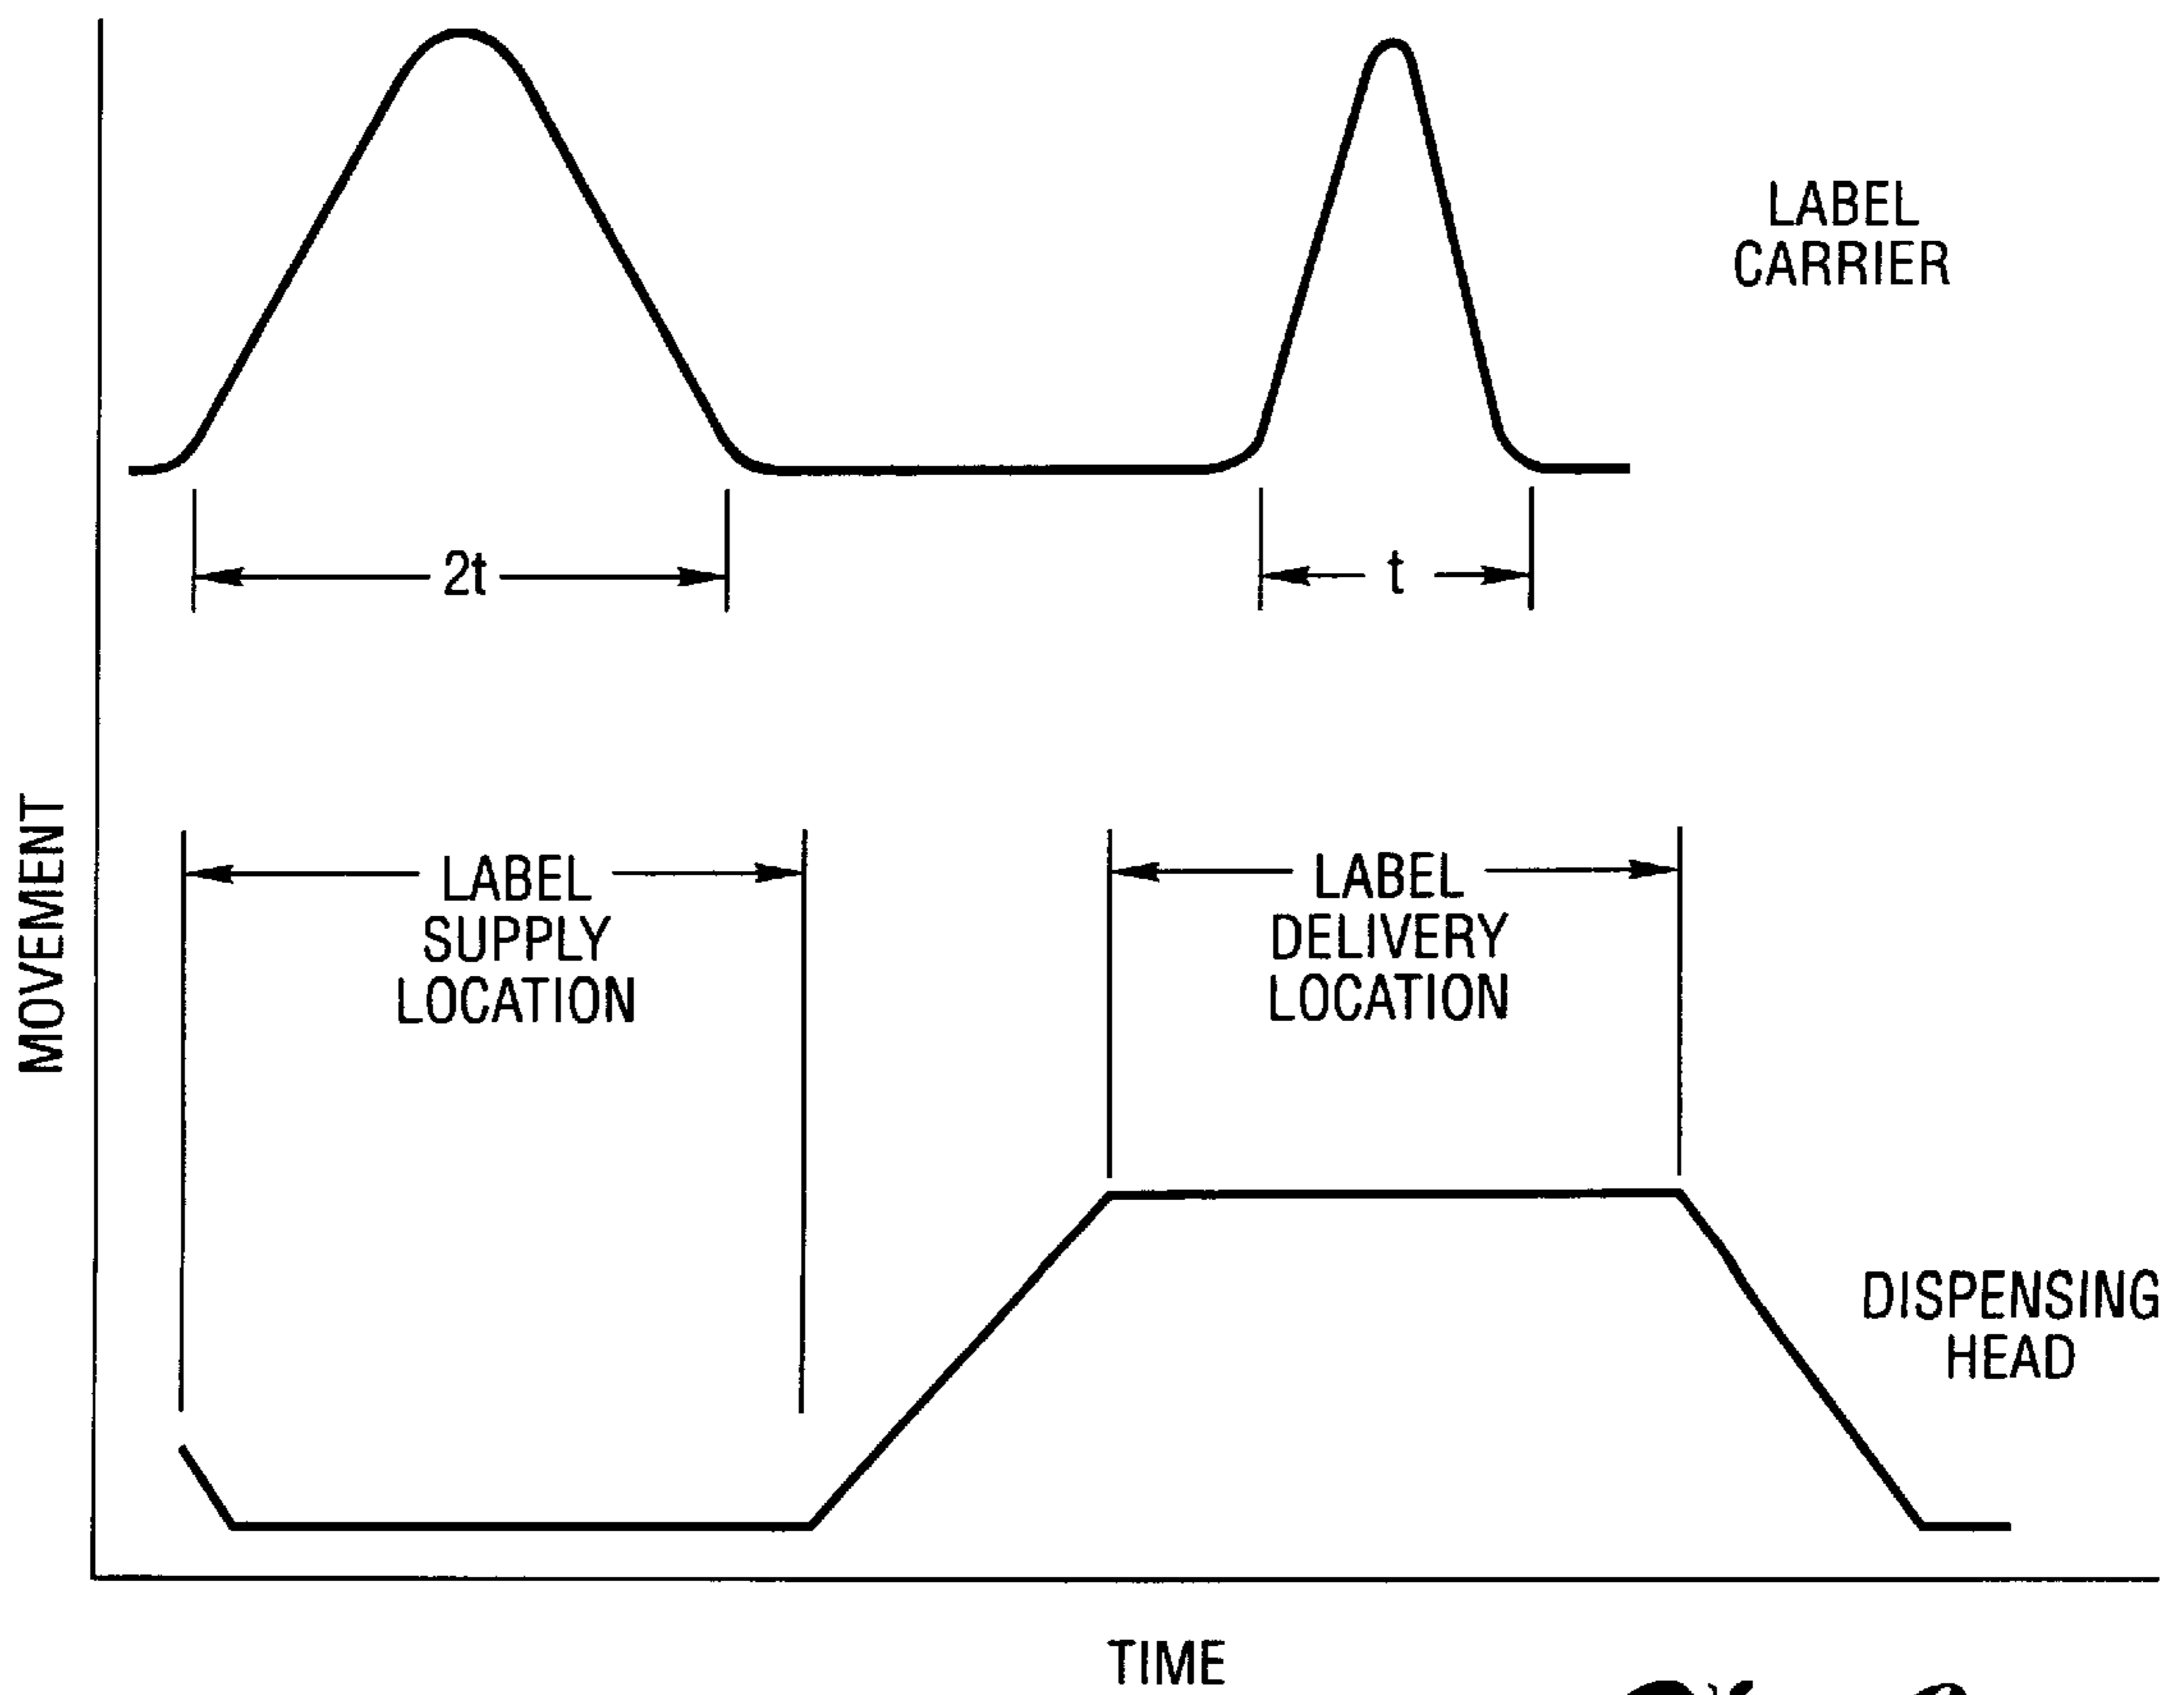 LABEL
CARRIER
2t
t
LABEL
SUPPLY
LOCATION
LABEL
DELIVERY
LOCATION
MOVEMENT
DISPENSING
HEAD
TIME